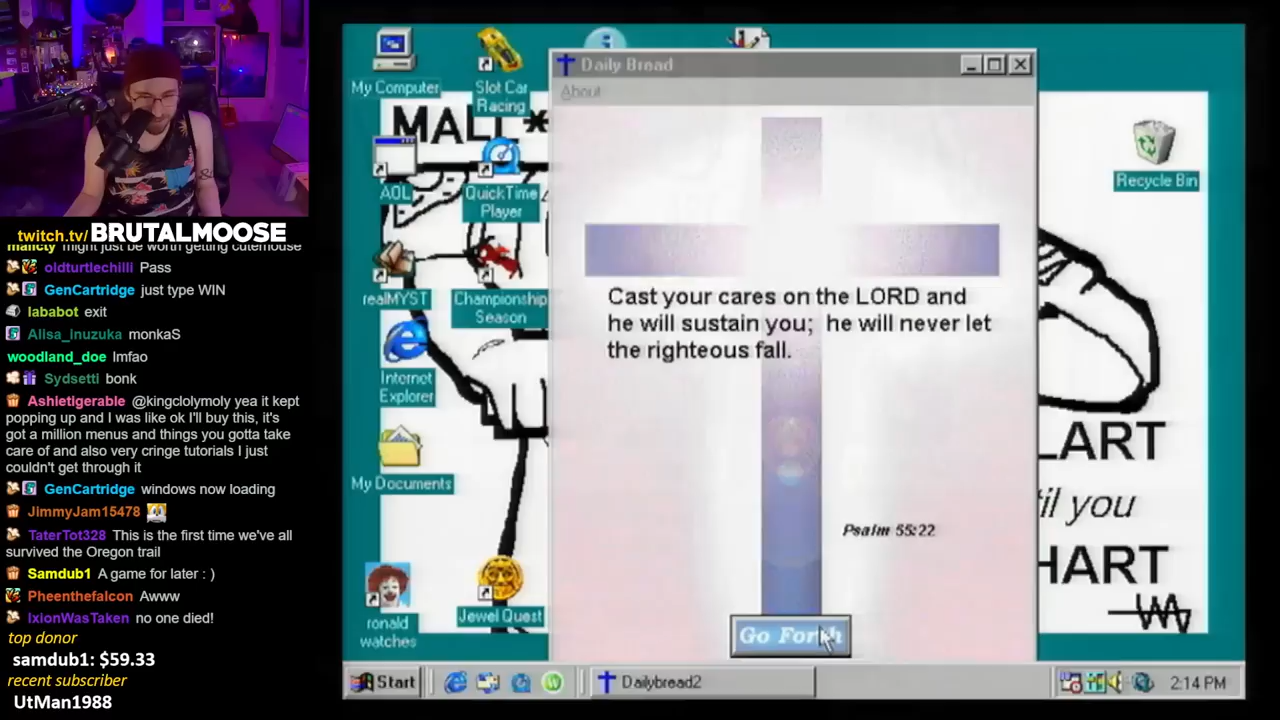 twitch.tv/BRUTALMOOSE
malicty might just be worth getting cutemouse
oldturtlechilli Pass
GenCartridge just type WIN
lababot exit
Alisa_Inuzuka monkaS
woodland_doe lmfao
Sydsetti bonk
Ashletigerable @kingclolymoly yea it kept
popping up and I was like ok I'll buy this, it's
got a million menus and things you gotta take
care of and also very cringe tutorials I just
couldn't get through it
GenCartridge windows now loading
JimmyJam15478
TaterTot328 This is the first time we've all
survived the Oregon trail
Samdub1 A game for later : )
Pheenthefalcon Awww
IxionWasTaken no one died!
top donor
samdub1: $59.33
recent subscriber
UtMan1988
My Computer
Slot Car
Racing
AOL
QuickTime
Player
realMYST
Championship
Season
Internet
Explorer
My Documents
ronald
watches
Jewel Quest
Recycle Bin
Daily Bread
About
Cast your cares on the LORD and
he will sustain you; he will never let
the righteous fall.
Psalm 55:22
Go Forth
LART
til you
HART
Start
Dailybread2
2:14 PM